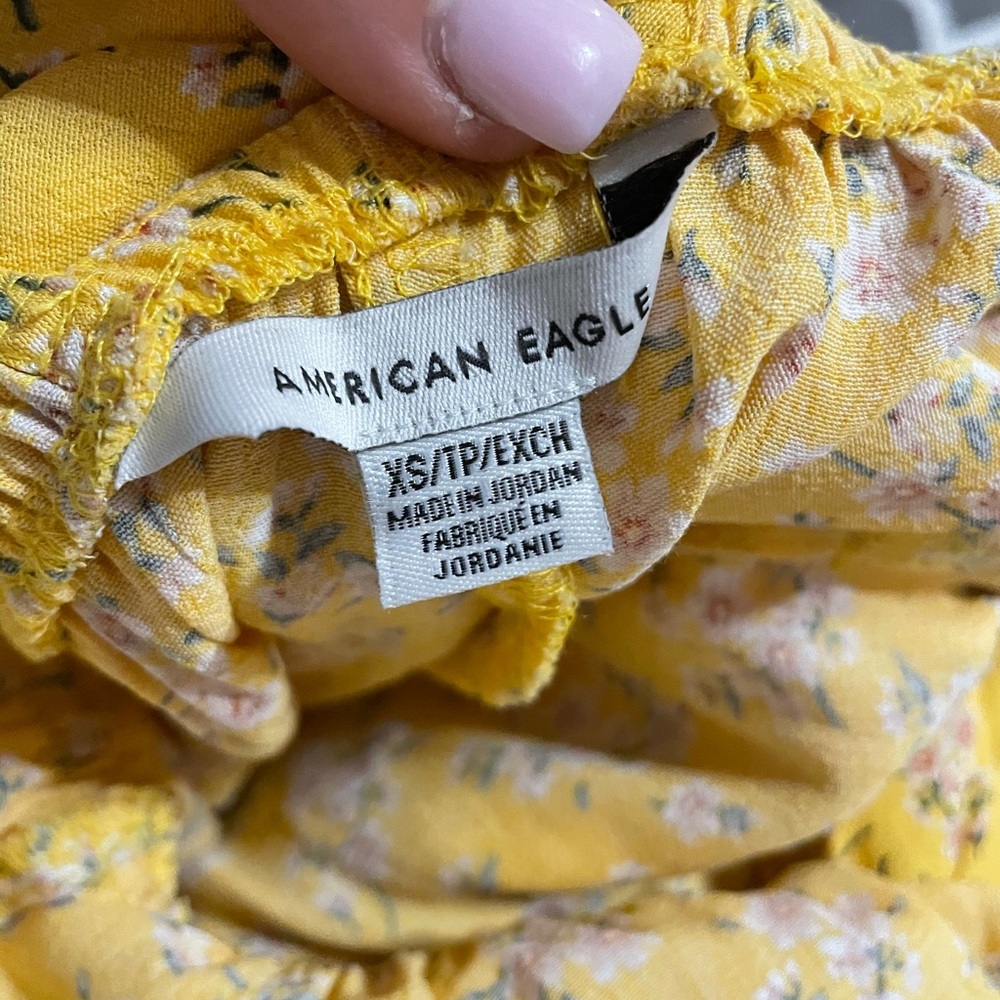 AMERICAN EAGLE
XS/TP/EXCH
MADE IN JORDAN
FABRIQUÉ EN
JORDANIE